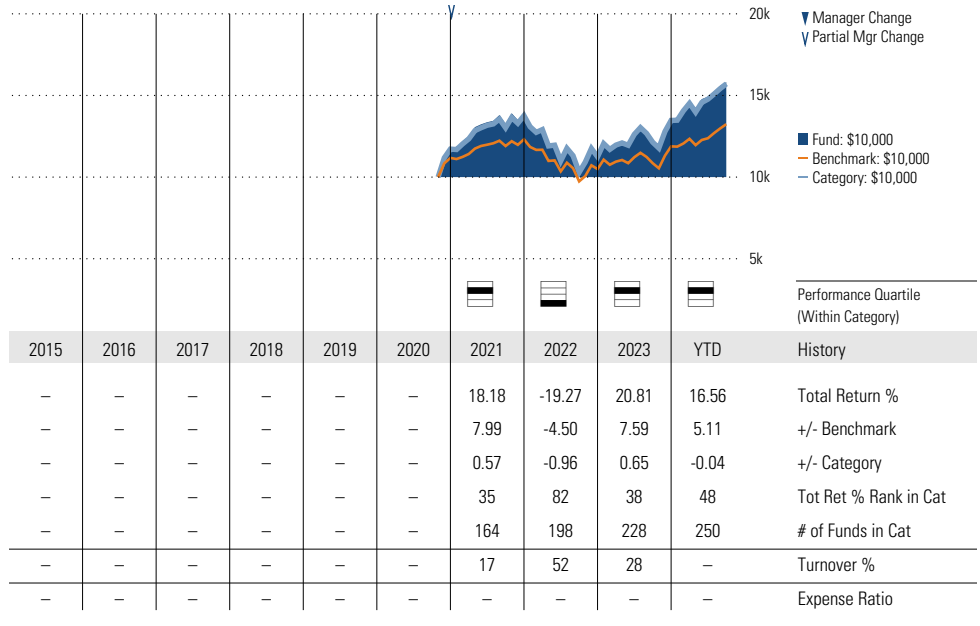 20k
▼ Manager Change
∨ Partial Mgr Change
15k
Fund: $10,000
Benchmark: $10,000
10k
Category: $10,000
5k
Performance Quartile
(Within Category)
2015 2016 2017 2018 2019 2020 2021 2022 2023 YTD History
– – – – – – 18.18 -19.27 20.81 16.56 Total Return %
– – – – – – 7.99 -4.50 7.59 5.11 +/- Benchmark
– – – – – – 0.57 -0.96 0.65 -0.04 +/- Category
– – – – – – 35 82 38 48 Tot Ret % Rank in Cat
– – – – – – 164 198 228 250 # of Funds in Cat
– – – – – – 17 52 28 – Turnover %
– – – – – – – – – – Expense Ratio